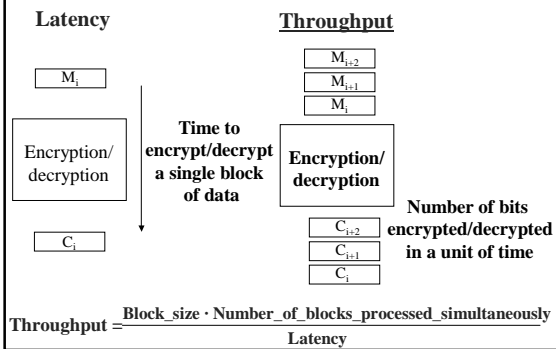 Latency
M_i
Encryption/
decryption
C_i
Time to
encrypt/decrypt
a single block
of data
Throughput
M_{i+2}
M_{i+1}
M_i
Encryption/
decryption
C_{i+2}
C_{i+1}
C_i
Number of bits
encrypted/decrypted
in a unit of time
Throughput = Block_size · Number_of_blocks_processed_simultaneously
Latency